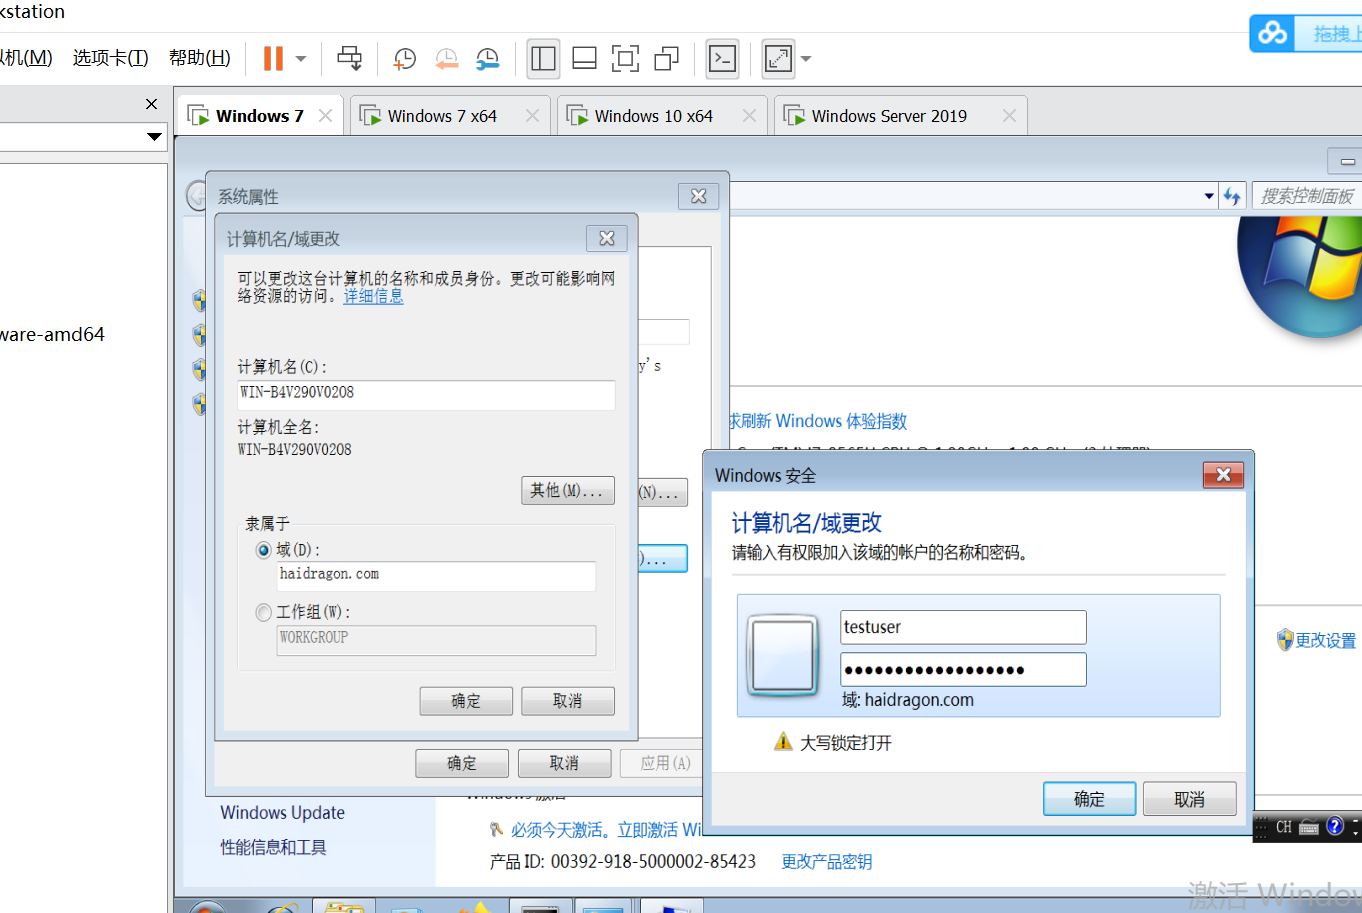 kstation
机(M) 选项卡(T) 帮助(H)
拖拽上
Windows 7
Windows 7 x64
Windows 10 x64
Windows Server 2019
搜索控制面板
系统属性
计算机名/域更改
可以更改这台计算机的名称和成员身份。更改可能影响网
络资源的访问。详细信息
ware-amd64
计算机名(C):
y's
WIN-B4V290V0208
计算机全名:
WIN-B4V290V0208
求刷新 Windows 体验指数
其他(M)...
(N)...
隶属于
域(D):
)...
haidragon.com
工作组(W):
WORKGROUP
确定
取消
确定
取消
应用(A)
Windows 安全
计算机名/域更改
请输入有权限加入该域的帐户的名称和密码。
testuser
••••••••••••••••••
域: haidragon.com
大写锁定打开
确定
取消
更改设置
Windows Update
性能信息和工具
必须今天激活。立即激活 Wi
产品 ID: 00392-918-5000002-85423
更改产品密钥
CH
激活 Window